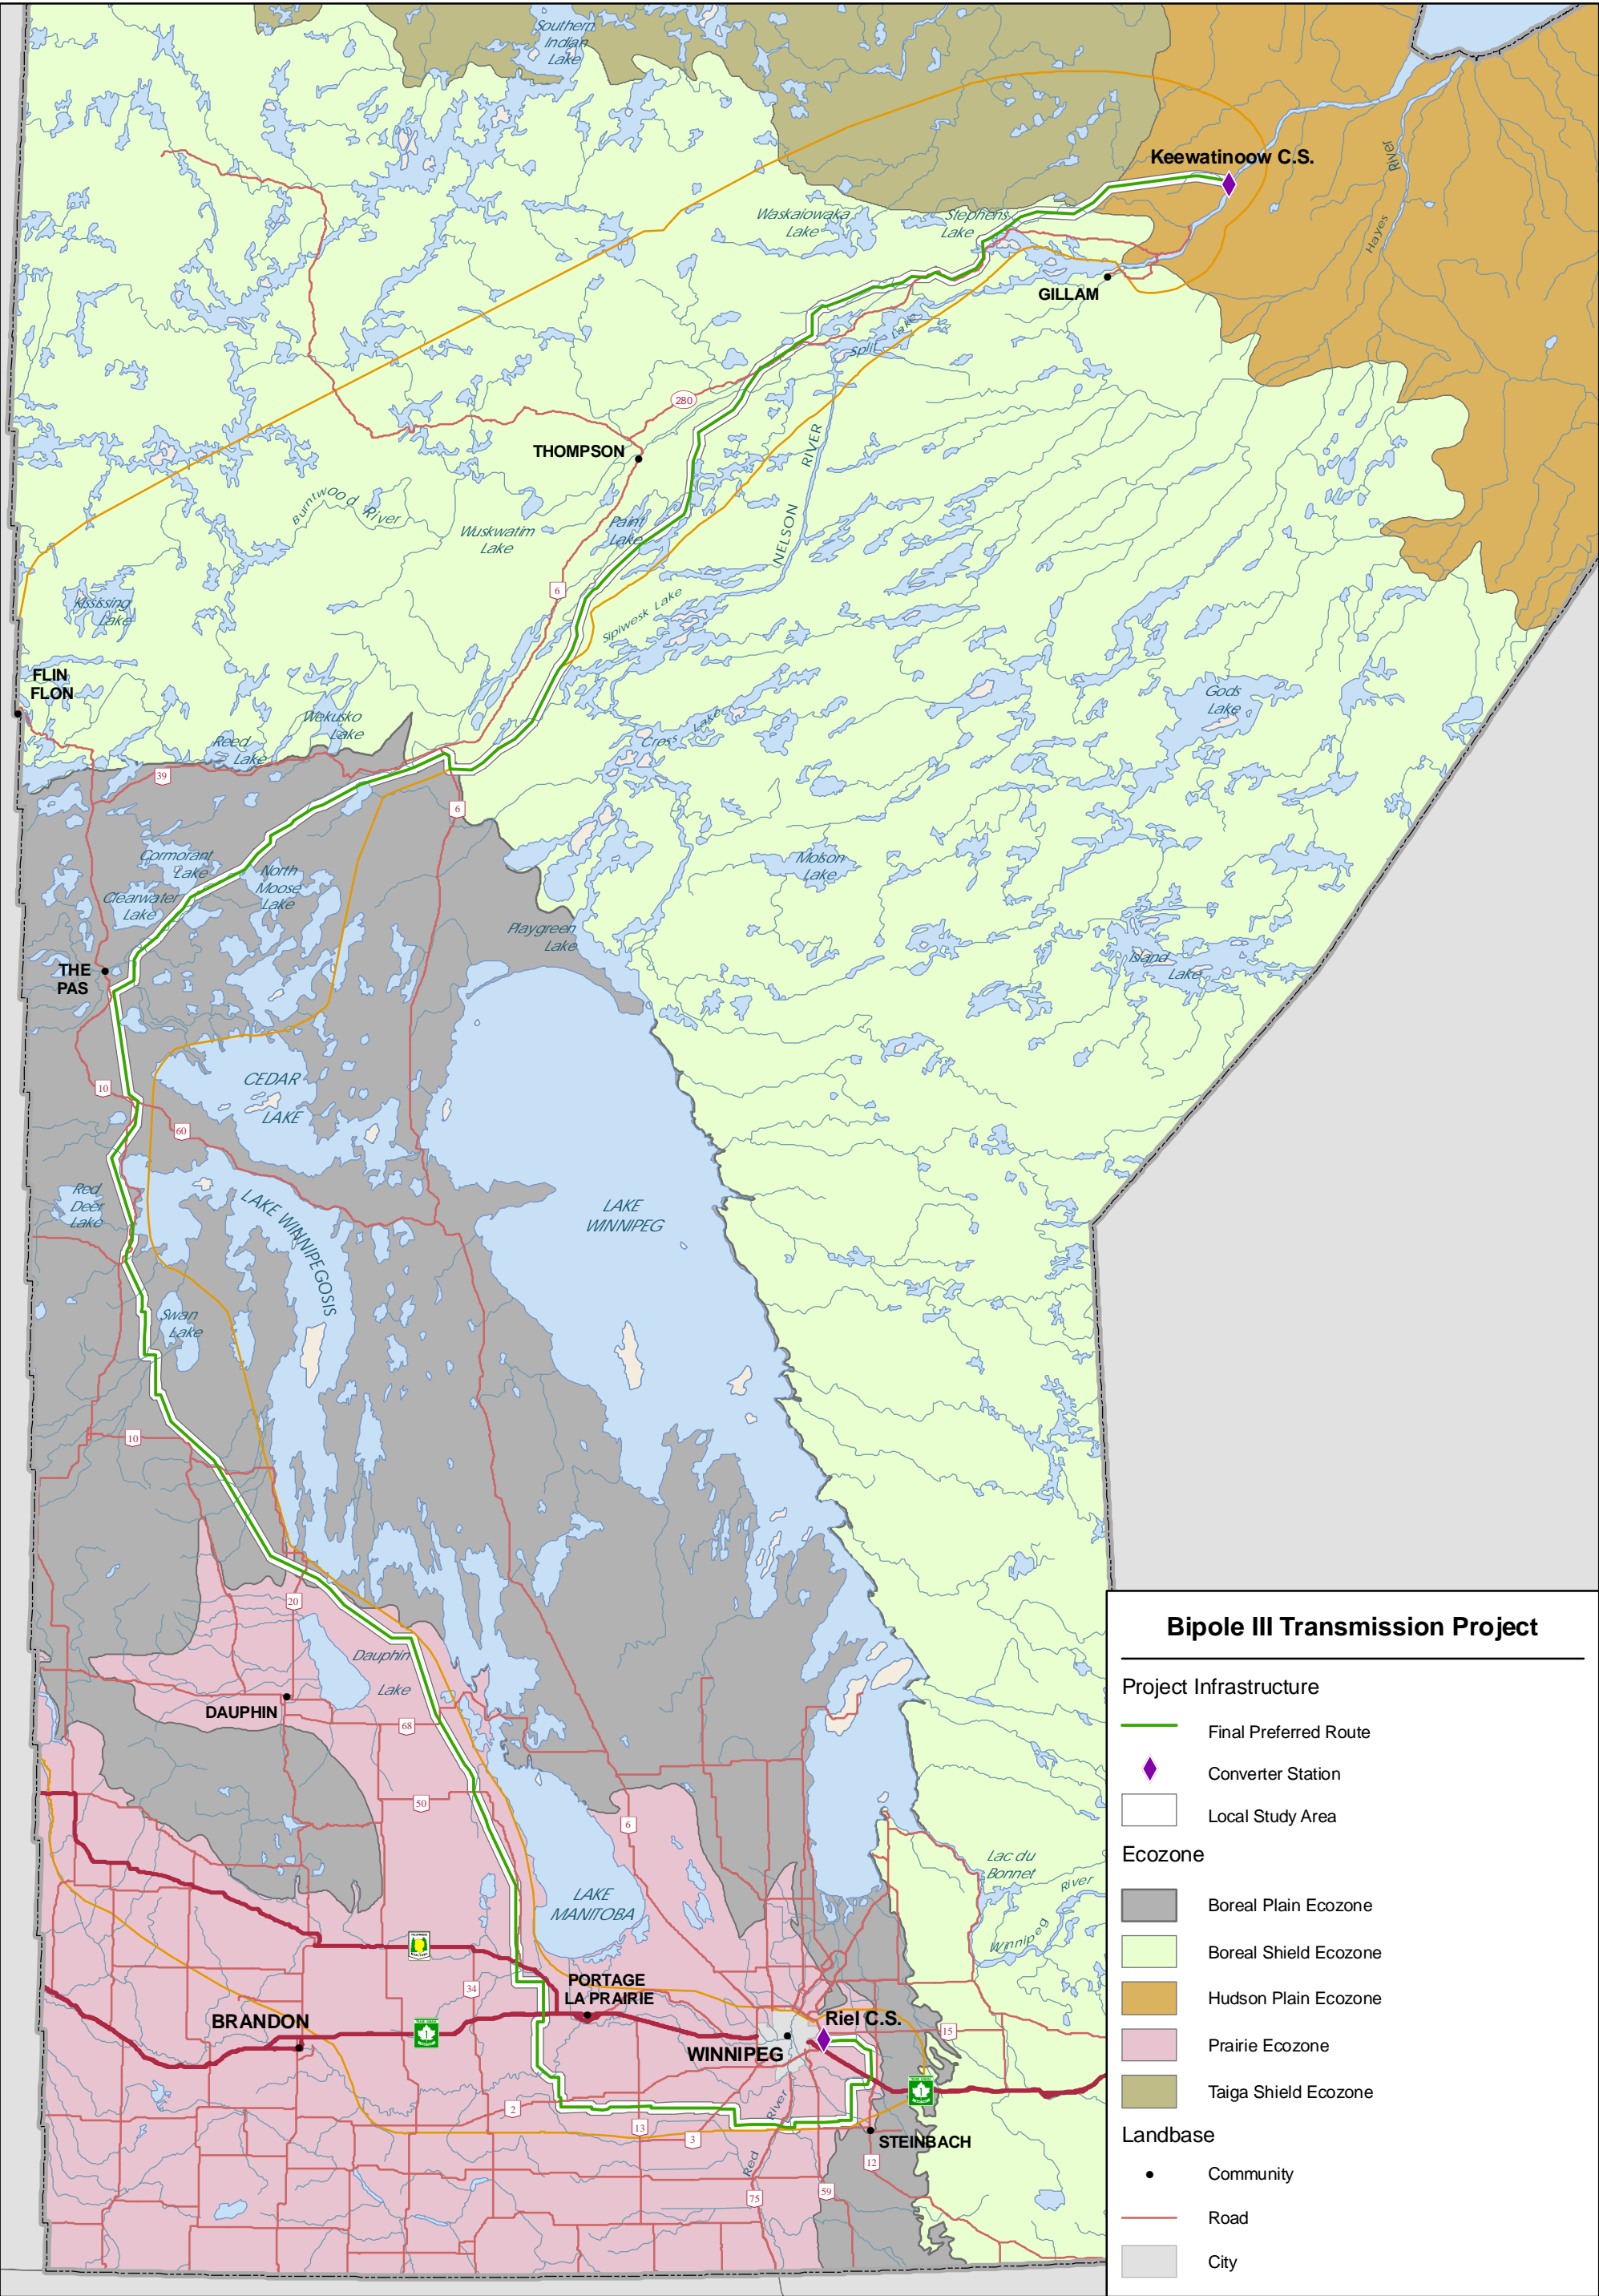 Southern
Indian
Lake
Keewatinoow C.S.
River
Hayes
Waskaiowaka
Lake
Stephens
Lake
GILLAM
Split Lake
280
THOMPSON
NELSON RIVER
Burntwood River
Wuskwatim
Lake
Paint
Lake
6
Sipiwesk Lake
Kississing
Lake
FLIN
FLON
Wekusko
Lake
Reed
Lake
Gods
Lake
Cross Lake
39
6
Cormorant
Lake
North
Moose
Lake
Clearwater
Lake
Molson
Lake
Playgreen
Lake
Island
Lake
THE
PAS
CEDAR
LAKE
10
60
Red
Deer
Lake
LAKE WINNIPEGOSIS
LAKE
WINNIPEG
Swan
Lake
10
20
Dauphin
Lake
DAUPHIN
68
50
6
Lac du
Bonnet
Winnipeg River
LAKE
MANITOBA
34
PORTAGE
LA PRAIRIE
BRANDON
1
Riel C.S.
WINNIPEG
15
1
2
13
3
Red River
STEINBACH
12
75
59
Bipole III Transmission Project
Project Infrastructure
Final Preferred Route
Converter Station
Local Study Area
Ecozone
Boreal Plain Ecozone
Boreal Shield Ecozone
Hudson Plain Ecozone
Prairie Ecozone
Taiga Shield Ecozone
Landbase
Community
Road
City